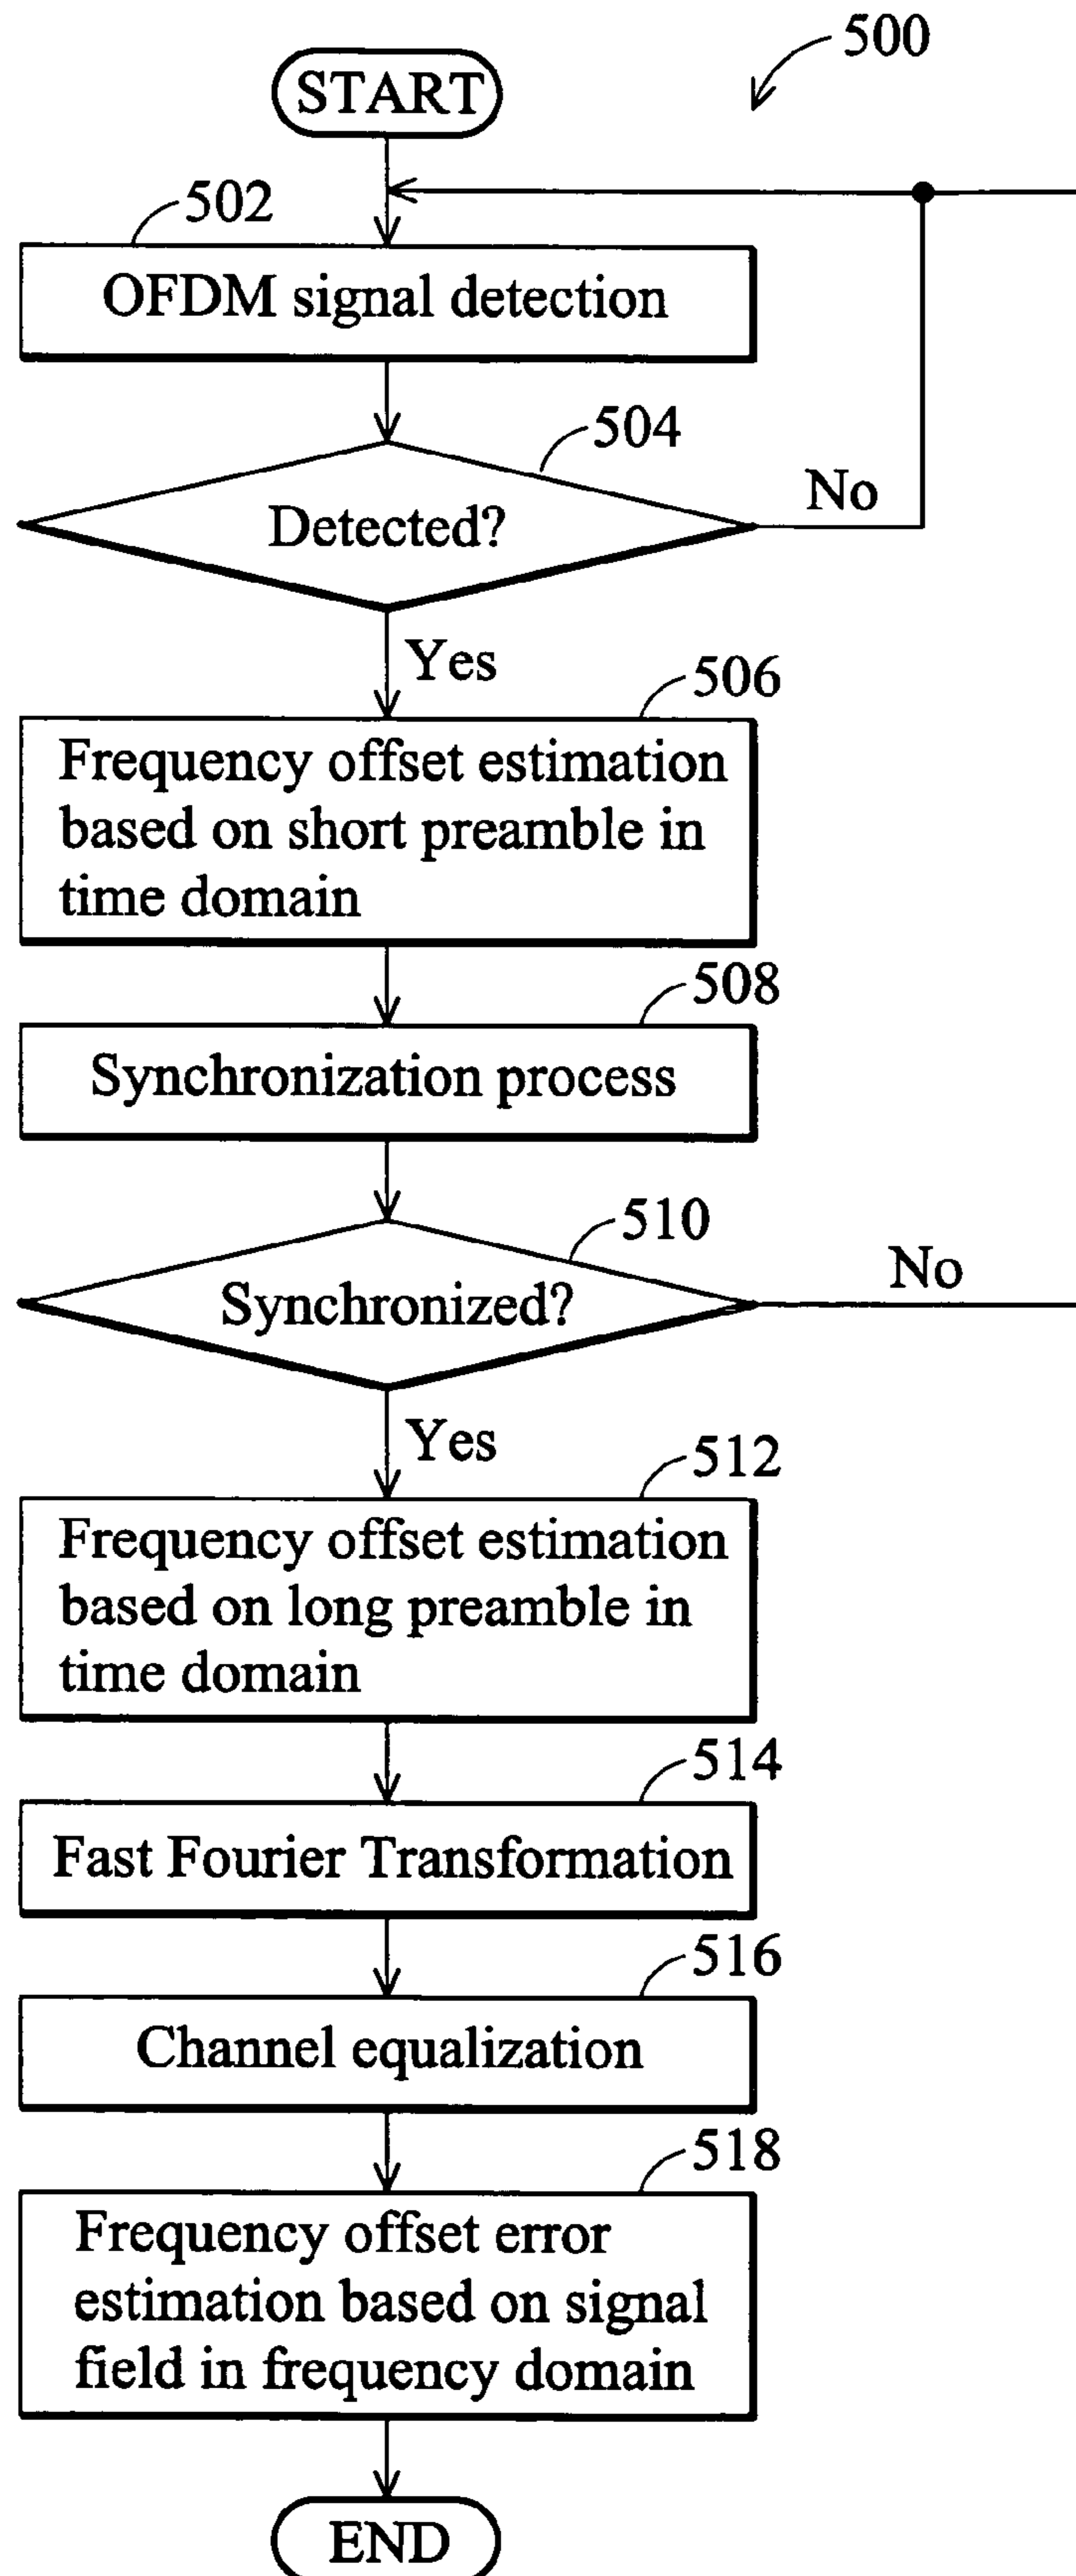 500
START
502
OFDM signal detection
504
Detected?
No
Yes
506
Frequency offset estimation
based on short preamble in
time domain
508
Synchronization process
510
Synchronized?
No
Yes
512
Frequency offset estimation
based on long preamble in
time domain
514
Fast Fourier Transformation
516
Channel equalization
518
Frequency offset error
estimation based on signal
field in frequency domain
END